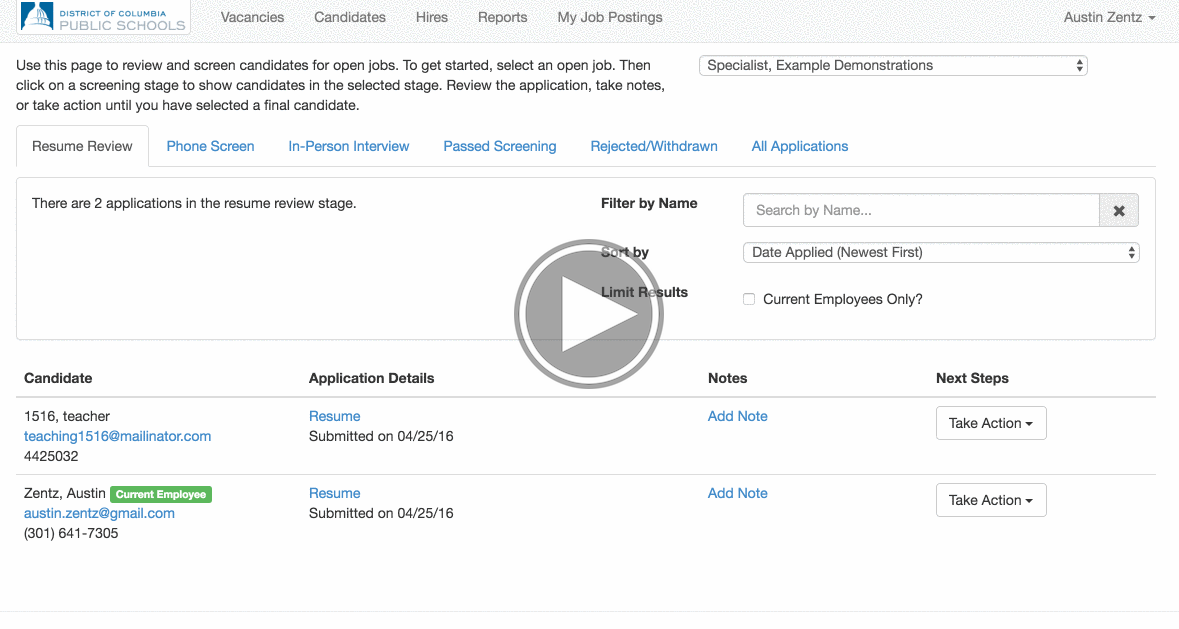 DISTRICT OF COLUMBIA
PUBLIC SCHOOLS
Vacancies Candidates Hires Reports My Job Postings Austin Zentz
Use this page to review and screen candidates for open jobs. To get started, select an open job. Then
click on a screening stage to show candidates in the selected stage. Review the application, take notes,
or take action until you have selected a final candidate.
Specialist, Example Demonstrations
Resume Review Phone Screen In-Person Interview Passed Screening Rejected/Withdrawn All Applications
There are 2 applications in the resume review stage.
Filter by Name Search by Name...
Sort by Date Applied (Newest First)
Limit Results Current Employees Only?
Candidate Application Details Notes Next Steps
1516, teacher Resume Add Note Take Action
teaching1516@mailinator.com Submitted on 04/25/16
4425032
Zentz, Austin Current Employee Resume Add Note Take Action
austin.zentz@gmail.com Submitted on 04/25/16
(301) 641-7305